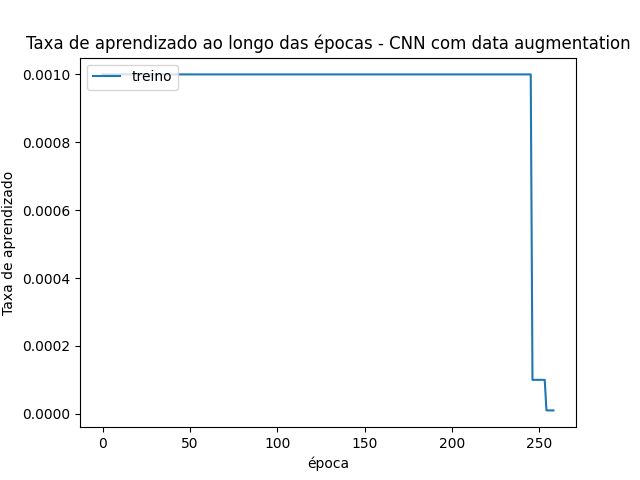 Taxa de aprendizado ao longo das épocas - CNN com data augmentation
treino
Taxa de aprendizado
0.0010
0.0008
0.0006
0.0004
0.0002
0.0000
0 50 100 150 200 250
época